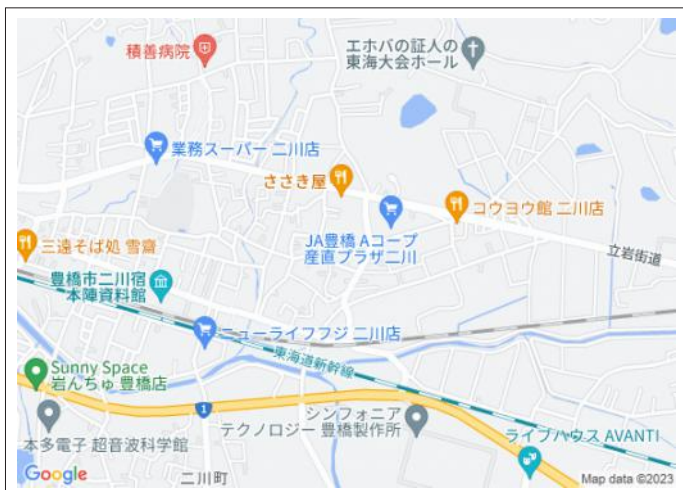 積善病院
エホバの証人の
東海大会ホール
業務スーパー 二川店
ささき屋
コウヨウ館 二川店
JA豊橋 Aコープ
産直プラザ二川
立岩街道
三遠そば処 雪齋
豊橋市二川宿
本陣資料館
ニューライフフジ 二川店
東海道新幹線
Sunny Space
岩んちゅ 豊橋店
1
シンフォニア
テクノロジー 豊橋製作所
本多電子 超音波科学館
ライブハウス AVANTI
Google
二川町
Map data ©2023